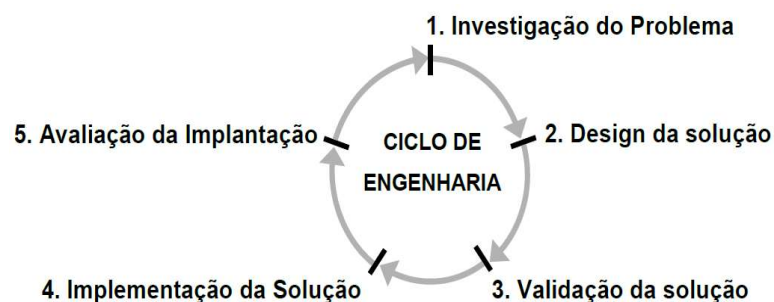 1. Investigação do Problema
5. Avaliação da Implantação
CICLO DE
ENGENHARIA
2. Design da solução
4. Implementação da Solução
3. Validação da solução